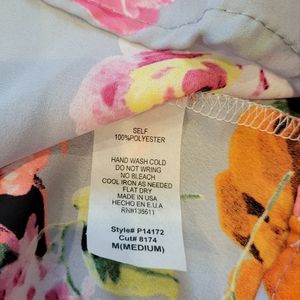 SELF
100%POLYESTER
HAND WASH COLD
DO NOT WRING
NO BLEACH
COOL IRON AS NEEDED
FLAT DRY
MADE IN USA
HECHO EN E.U.A
RN#136611
Style# P14172
Cut# 8174
M(MEDIUM)